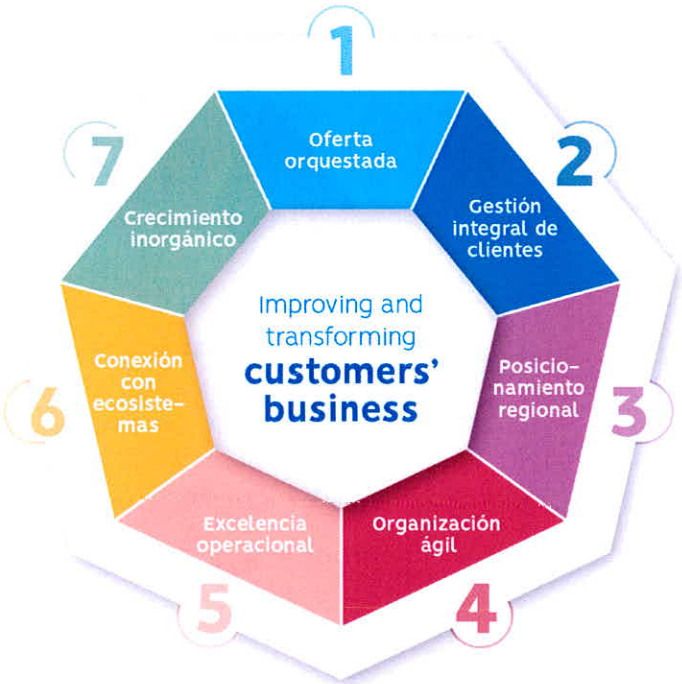 1
Oferta
orquestada
2
Gestión
integral de
clientes
3
Posicio-
namiento
regional
4
Organización
ágil
5
Excelencia
operacional
6
Conexión
con
ecosiste-
mas
7
Crecimiento
inorgánico
Improving and
transforming
customers'
business